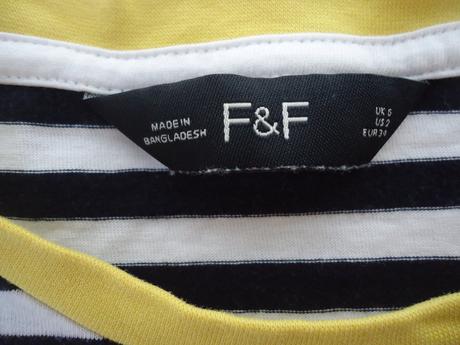 MADE IN
BANGLADESH
F&F
UK 6
US 2
EUR 34